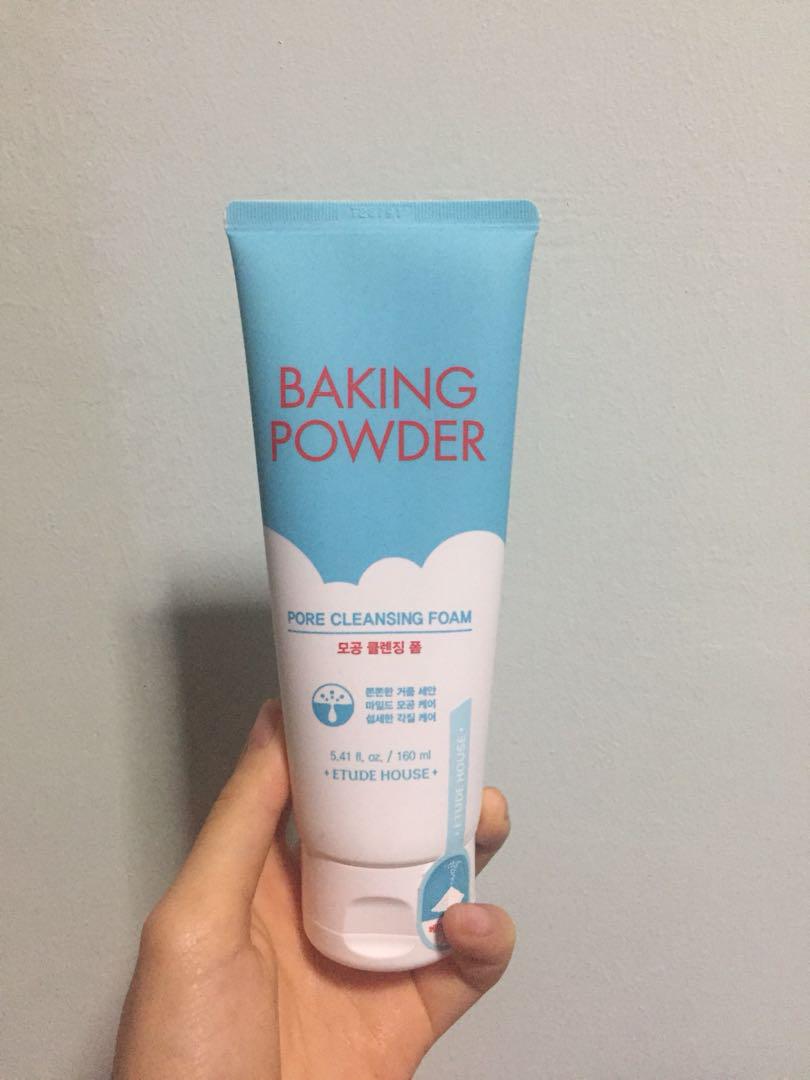 BAKING
POWDER
PORE CLEANSING FOAM
모공 클렌징 폼
쫀쫀한 거품 세안
마일드 모공 케어
섬세한 각질 케어
5.41 fl. oz. / 160 ml
ETUDE HOUSE
ETUDE HOUSE